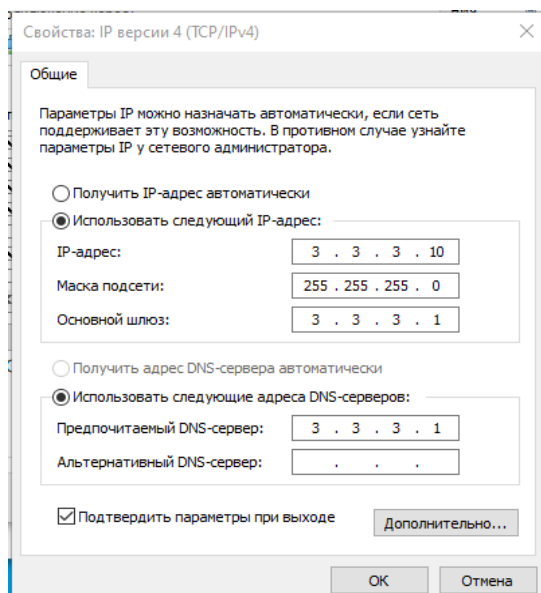 Свойства: IP версии 4 (TCP/IPv4)
Общие
Параметры IP можно назначать автоматически, если сеть
поддерживает эту возможность. В противном случае узнайте
параметры IP у сетевого администратора.
Получить IP-адрес автоматически
Использовать следующий IP-адрес:
IP-адрес: 3 . 3 . 3 . 10
Маска подсети: 255 . 255 . 255 . 0
Основной шлюз: 3 . 3 . 3 . 1
Получить адрес DNS-сервера автоматически
Использовать следующие адреса DNS-серверов:
Предпочитаемый DNS-сервер: 3 . 3 . 3 . 1
Альтернативный DNS-сервер: . . .
Подтвердить параметры при выходе
Дополнительно...
ОК Отмена